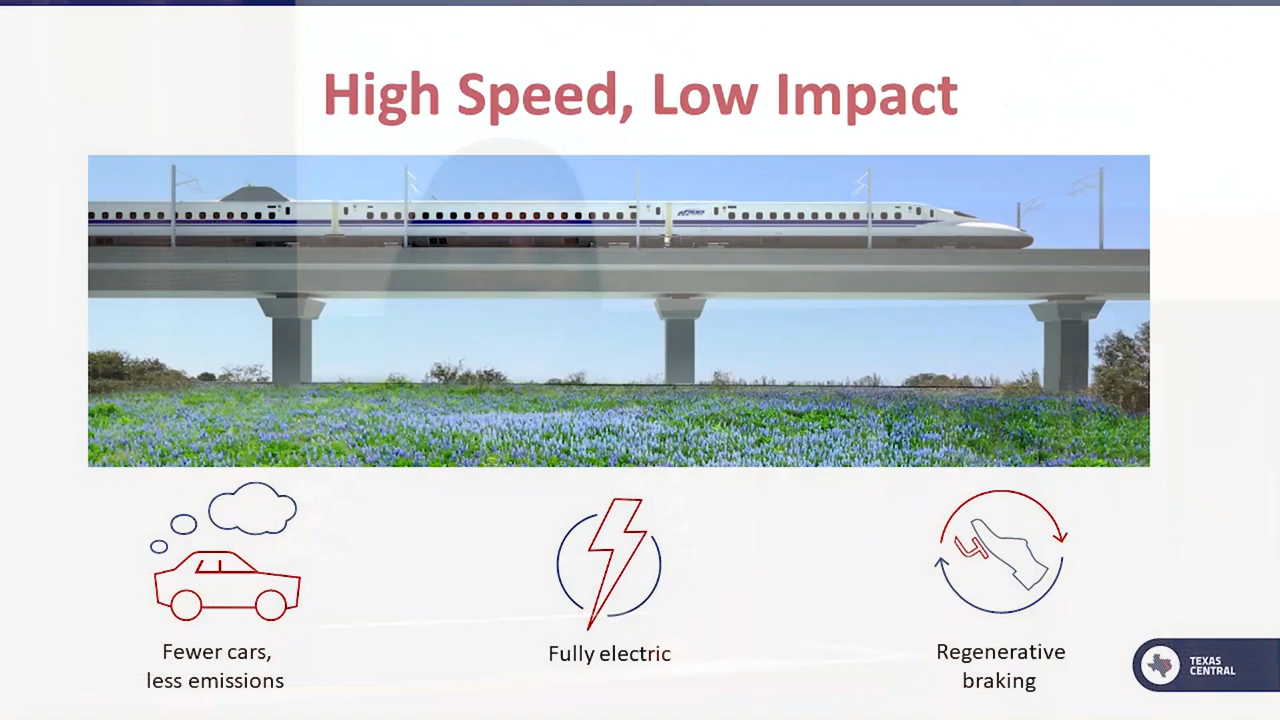 High Speed, Low Impact
Fewer cars,
less emissions
Fully electric
Regenerative
braking
TEXAS
CENTRAL